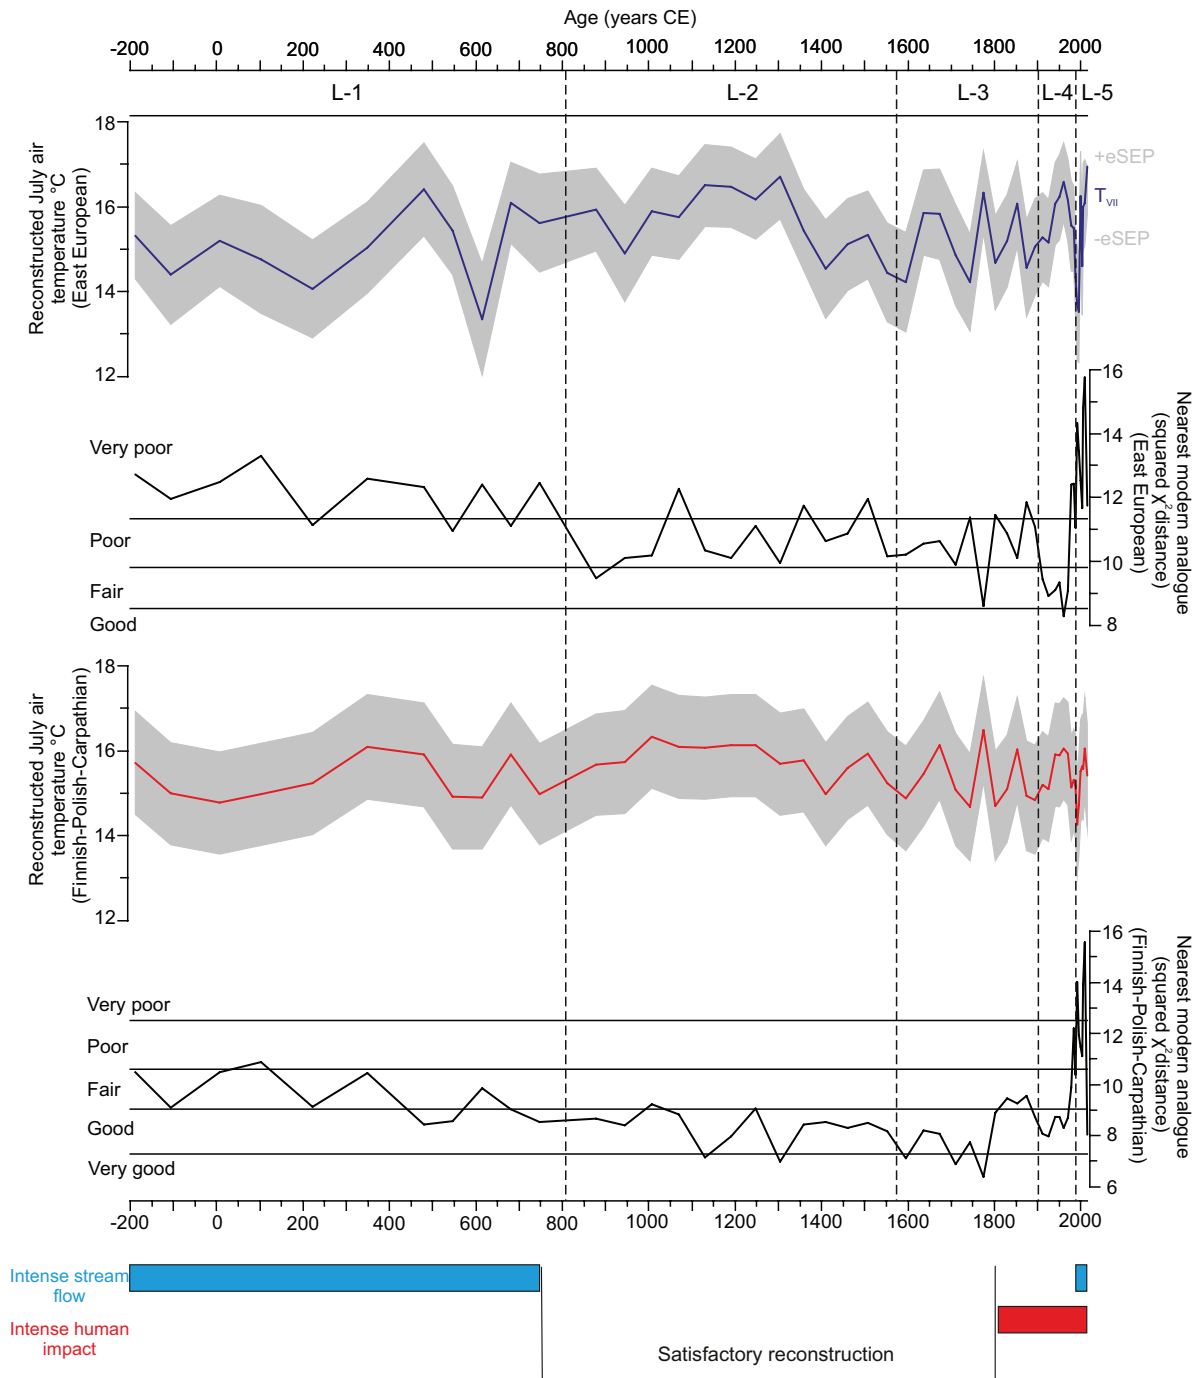 Age (years CE)
-200 0 200 400 600 800 1000 1200 1400 1600 1800 2000
L-1 L-2 L-3 L-4 L-5
18
16
14
12
Reconstructed July air
temperature °C
(East European)
+eSEP
TVII
-eSEP
Very poor
Poor
Fair
Good
16
14
12
10
8
Nearest modern analogue
(squared χ² distance)
(East European)
18
16
14
12
Reconstructed July air
temperature °C
(Finnish-Polish-Carpathian)
Very poor
Poor
Fair
Good
Very good
16
14
12
10
8
6
Nearest modern analogue
(squared χ² distance)
(Finnish-Polish-Carpathian)
-200 0 200 400 600 800 1000 1200 1400 1600 1800 2000
Intense stream
flow
Intense human
impact
Satisfactory reconstruction